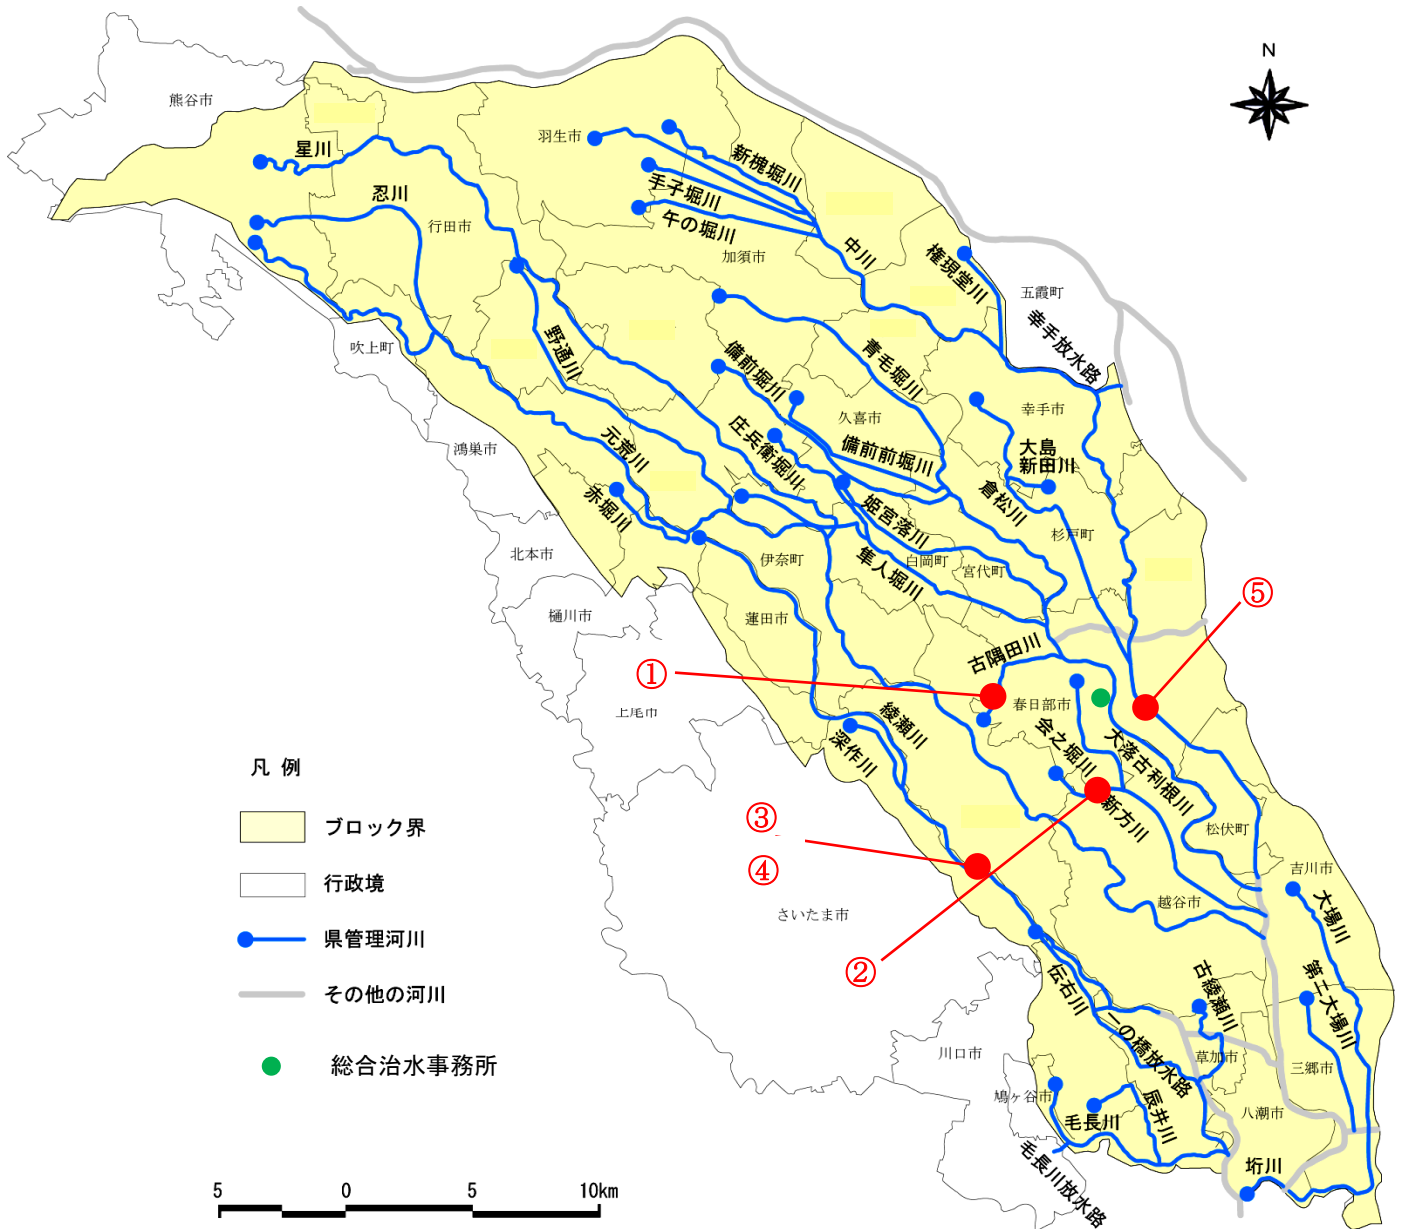 N
熊谷市
羽生市
星川
新槐堀川
手子堀川
忍川
午の堀川
行田市
加須市
中川
権現堂川
五霞町
幸手放水路
吹上町
野通川
備前堀川
青毛堀川
久喜市
幸手市
鴻巣市
元荒川
庄兵衛堀川
備前前堀川
大島
新田川
赤堀川
姫宮落川
倉松川
杉戸町
北本市
伊奈町
隼人堀川
白岡町
宮代町
樋川市
蓮田市
⑤
古隅田川
①
上尾市
春日部市
綾瀬川
深作川
会之堀川
大落古利根川
新方川
松伏町
凡 例
ブロック界
行政境
県管理河川
その他の河川
総合治水事務所
③
④
さいたま市
②
越谷市
吉川市
大場川
第二大場川
伝右川
古綾瀬川
一の橋放水路
草加市
川口市
三郷市
鳩ヶ谷市
毛長川
辰井川
八潮市
毛長川放水路
垳川
5 0 5 10km